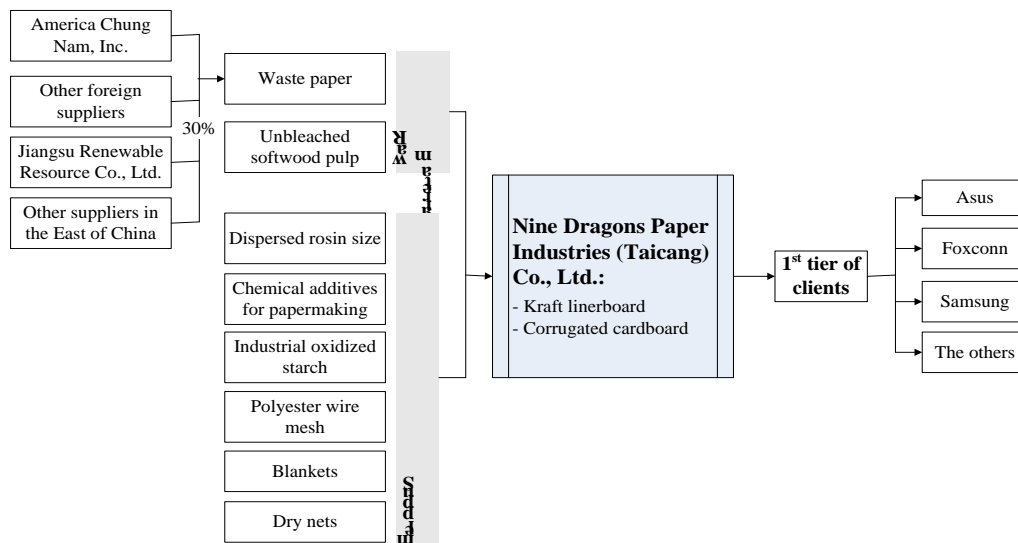 America Chung
Nam, Inc.
Other foreign
suppliers
Jiangsu Renewable
Resource Co., Ltd.
Other suppliers in
the East of China
30%
Waste paper
Unbleached
softwood pulp
Dispersed rosin size
Chemical additives
for papermaking
Industrial oxidized
starch
Polyester wire
mesh
Blankets
Dry nets
Raw
Nine Dragons Paper
Industries (Taicang)
Co., Ltd.:
- Kraft linerboard
- Corrugated cardboard
1st tier of
clients
Asus
Foxconn
Samsung
The others